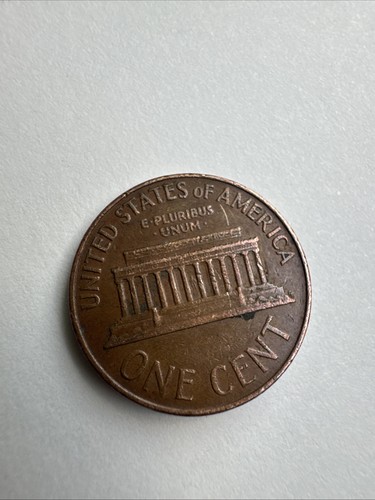 UNITED STATES OF AMERICA
E·PLURIBUS
·UNUM·
ONE CENT